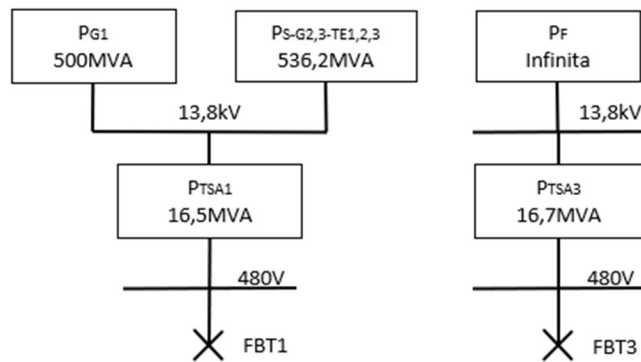 PG1
500MVA
PS-G2,3-TE1,2,3
536,2MVA
PF
Infinita
13,8kV
13,8kV
PTSA1
16,5MVA
PTSA3
16,7MVA
480V
480V
FBT1
FBT3